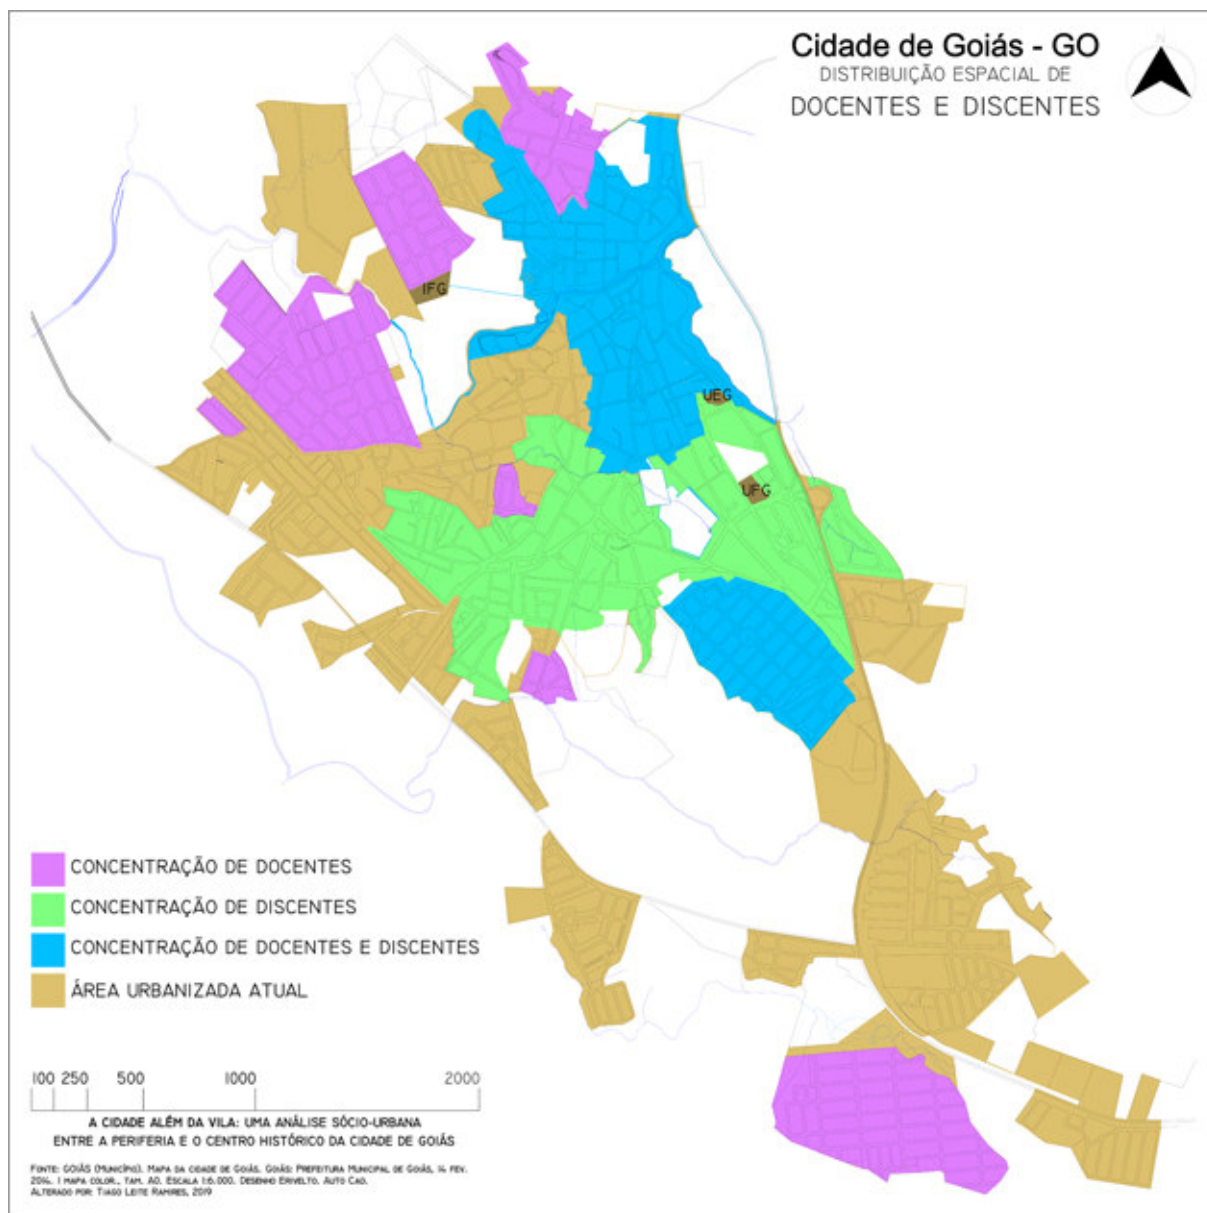 Cidade de Goiás - GO
DISTRIBUIÇÃO ESPACIAL DE
DOCENTES E DISCENTES
N
IFG
UEG
UFG
CONCENTRAÇÃO DE DOCENTES
CONCENTRAÇÃO DE DISCENTES
CONCENTRAÇÃO DE DOCENTES E DISCENTES
ÁREA URBANIZADA ATUAL
100 250 500 1000 2000
A CIDADE ALÉM DA VILA: UMA ANÁLISE SÓCIO-URBANA
ENTRE A PERIFERIA E O CENTRO HISTÓRICO DA CIDADE DE GOIÁS
FONTE: GOIÁS (MUNICÍPIO). MAPA DA CIDADE DE GOIÁS. GOIÁS: PREFEITURA MUNICIPAL DE GOIÁS, 14 FEV.
2014. 1 MAPA COLOR., TAM. A0. ESCALA 1:6.000. DESENHO ERIVELTO. AUTO CAD.
ALTERADO POR: TIAGO LEITE RAMIRES, 2019